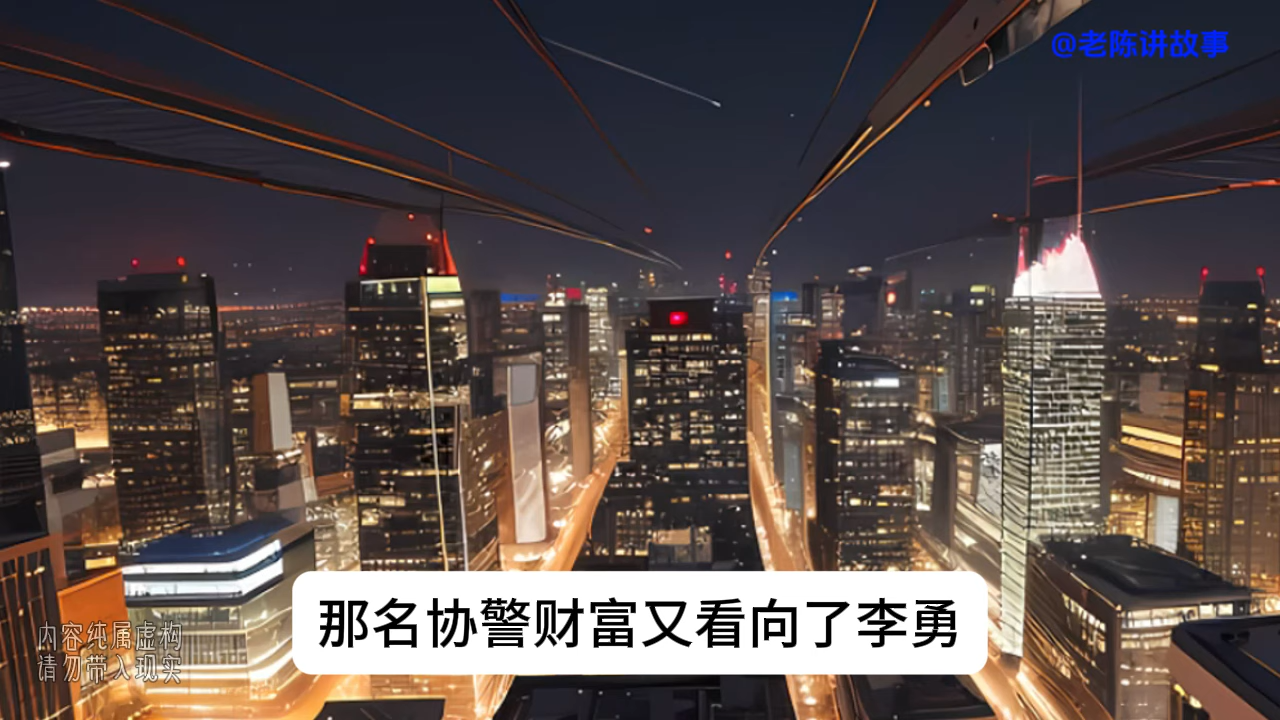 @老陈讲故事
那名协警财富又看向了李勇
内容纯属虚构
请勿带入现实